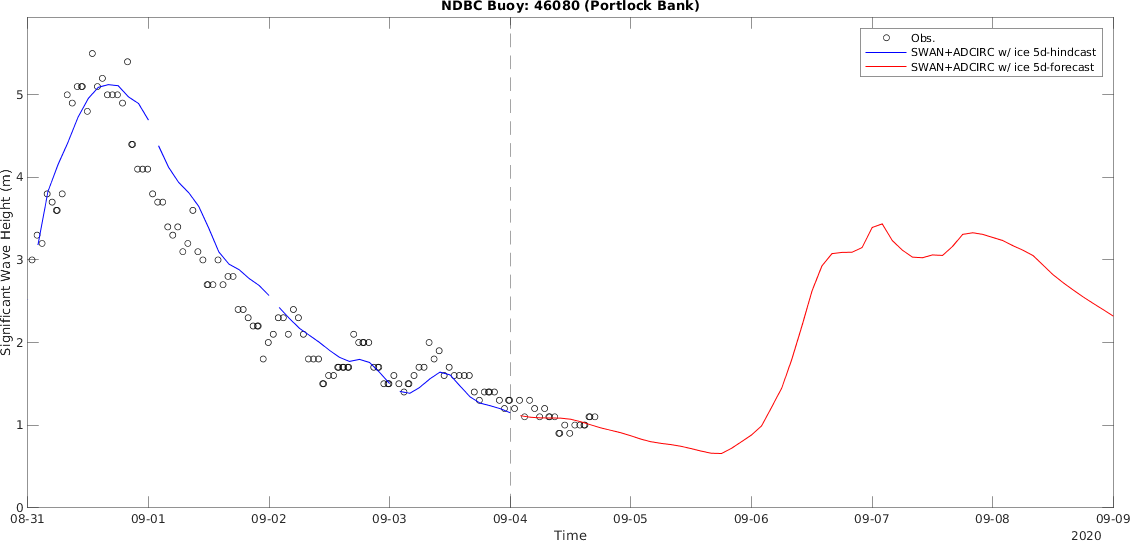 NDBC Buoy: 46080 (Portlock Bank)
Obs.
SWAN+ADCIRC w/ ice 5d-hindcast
SWAN+ADCIRC w/ ice 5d-forecast
Significant Wave Height (m)
5
4
3
2
1
0
08-31 09-01 09-02 09-03 09-04 09-05 09-06 09-07 09-08 09-09
Time
2020